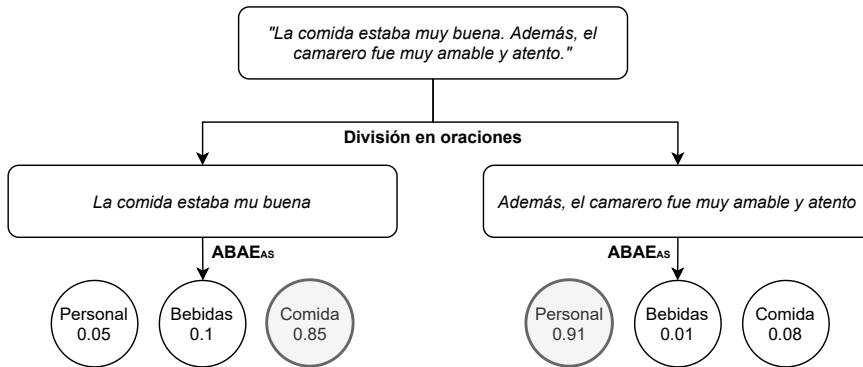 "La comida estaba muy buena. Además, el
camarero fue muy amable y atento."
División en oraciones
La comida estaba mu buena
Además, el camarero fue muy amable y atento
ABAEAS
ABAEAS
Personal
0.05
Bebidas
0.1
Comida
0.85
Personal
0.91
Bebidas
0.01
Comida
0.08